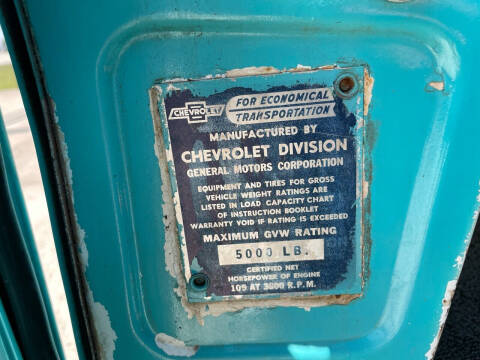 CHEVROLET
FOR ECONOMICAL
TRANSPORTATION
MANUFACTURED BY
CHEVROLET DIVISION
GENERAL MOTORS CORPORATION
EQUIPMENT AND TIRES FOR GROSS
VEHICLE WEIGHT RATINGS ARE
LISTED IN LOAD CAPACITY CHART
OF INSTRUCTION BOOKLET
WARRANTY VOID IF RATING IS EXCEEDED
MAXIMUM GVW RATING
5000 LB.
CERTIFIED NET
HORSEPOWER OF ENGINE
109 AT 3600 R.P.M.